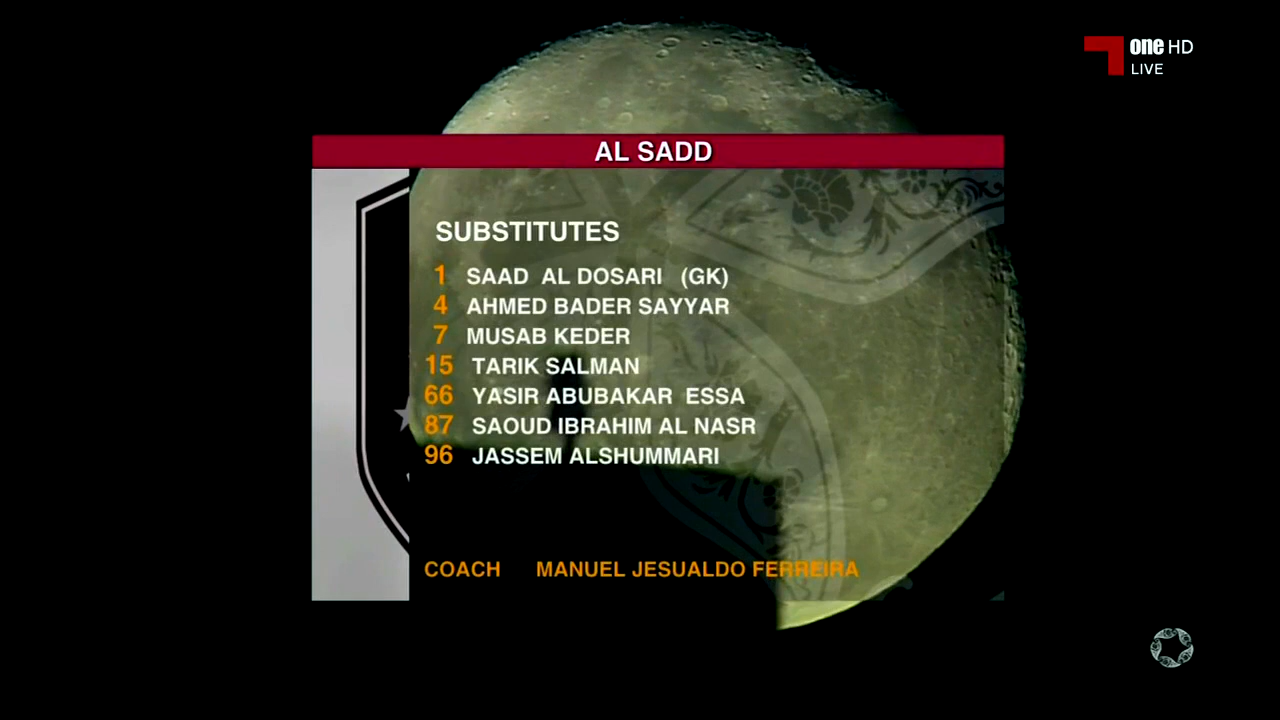 one HD
LIVE
AL SADD
SUBSTITUTES
1 SAAD AL DOSARI (GK)
4 AHMED BADER SAYYAR
7 MUSAB KEDER
15 TARIK SALMAN
66 YASIR ABUBAKAR ESSA
87 SAOUD IBRAHIM AL NASR
96 JASSEM ALSHUMMARI
COACH MANUEL JESUALDO FERREIRA